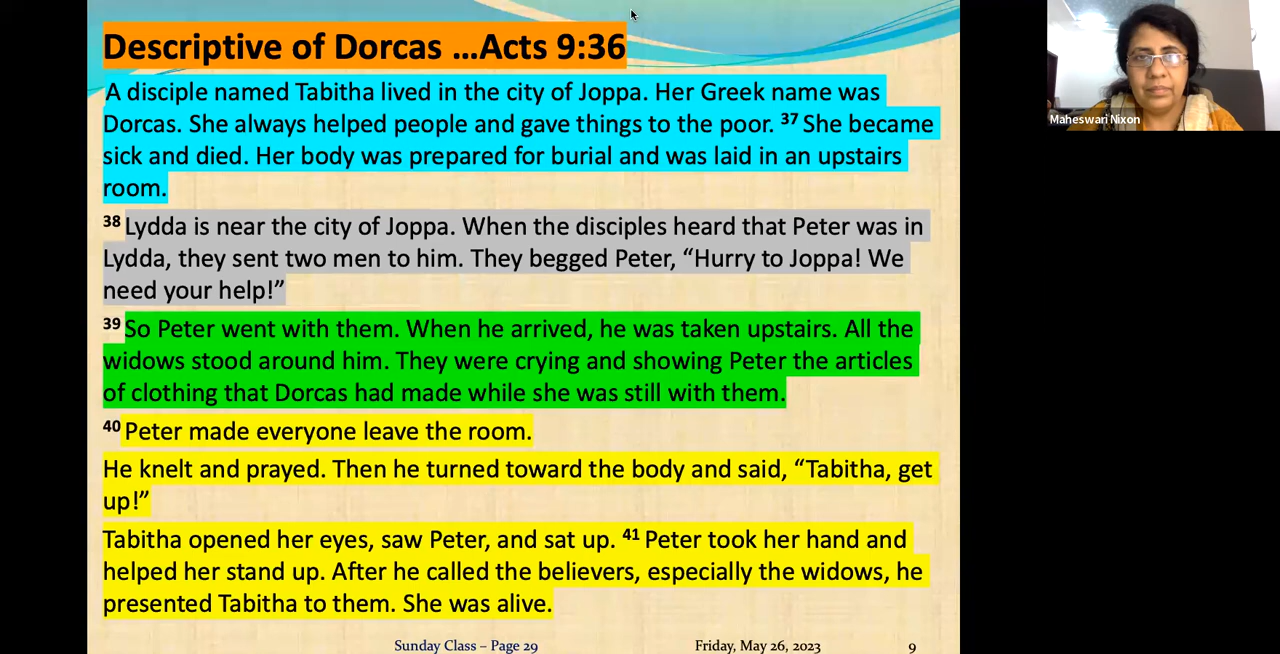 Descriptive of Dorcas …Acts 9:36
A disciple named Tabitha lived in the city of Joppa. Her Greek name was
Dorcas. She always helped people and gave things to the poor. 37 She became
sick and died. Her body was prepared for burial and was laid in an upstairs
room.
38 Lydda is near the city of Joppa. When the disciples heard that Peter was in
Lydda, they sent two men to him. They begged Peter, “Hurry to Joppa! We
need your help!”
39 So Peter went with them. When he arrived, he was taken upstairs. All the
widows stood around him. They were crying and showing Peter the articles
of clothing that Dorcas had made while she was still with them.
40 Peter made everyone leave the room.
He knelt and prayed. Then he turned toward the body and said, “Tabitha, get
up!”
Tabitha opened her eyes, saw Peter, and sat up. 41 Peter took her hand and
helped her stand up. After he called the believers, especially the widows, he
presented Tabitha to them. She was alive.
Sunday Class – Page 29 Friday, May 26, 2023 9
Maheswari Nixon